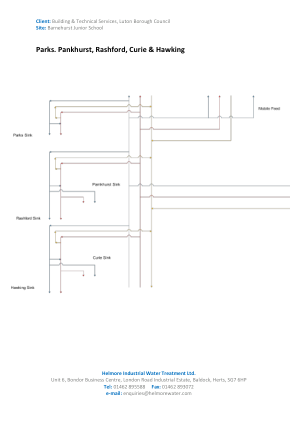 Client: Building & Technical Services, Luton Borough Council
Site: Barnehurst Junior School
Parks. Pankhurst, Rashford, Curie & Hawking
Mobile Feed
Parks Sink
Pankhurst Sink
Rashford Sink
Curie Sink
Hawking Sink
Helmore Industrial Water Treatment Ltd.
Unit 6, Bondor Business Centre, London Road Industrial Estate, Baldock, Herts, SG7 6HP
Tel: 01462 895588 Fax: 01462 893872
e-mail: enquiries@helmorewater.com